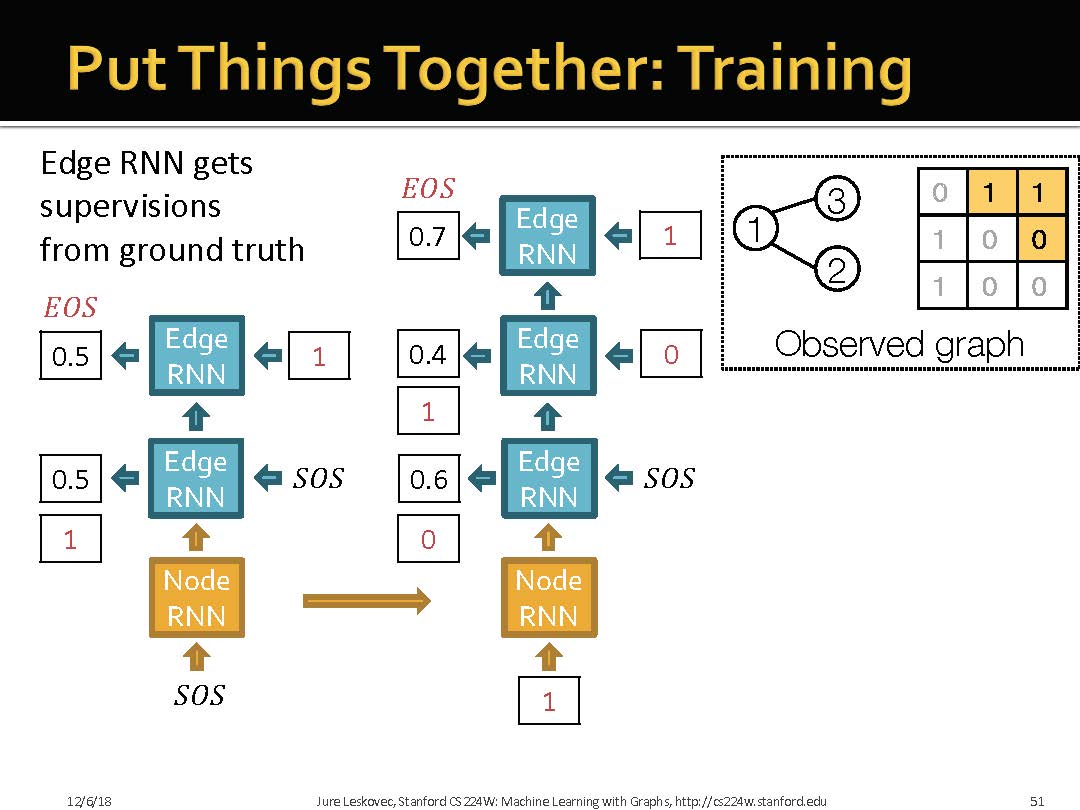 Put Things Together: Training
Edge RNN gets
supervisions
from ground truth
EOS
0.5
Edge
RNN
1
0.5
Edge
RNN
SOS
1
Node
RNN
SOS
EOS
0.7
Edge
RNN
1
0.4
Edge
RNN
0
1
0.6
Edge
RNN
SOS
0
Node
RNN
1
1
3
2
0 1 1
1 0 0
1 0 0
Observed graph
12/6/18
Jure Leskovec, Stanford CS224W: Machine Learning with Graphs, http://cs224w.stanford.edu
51